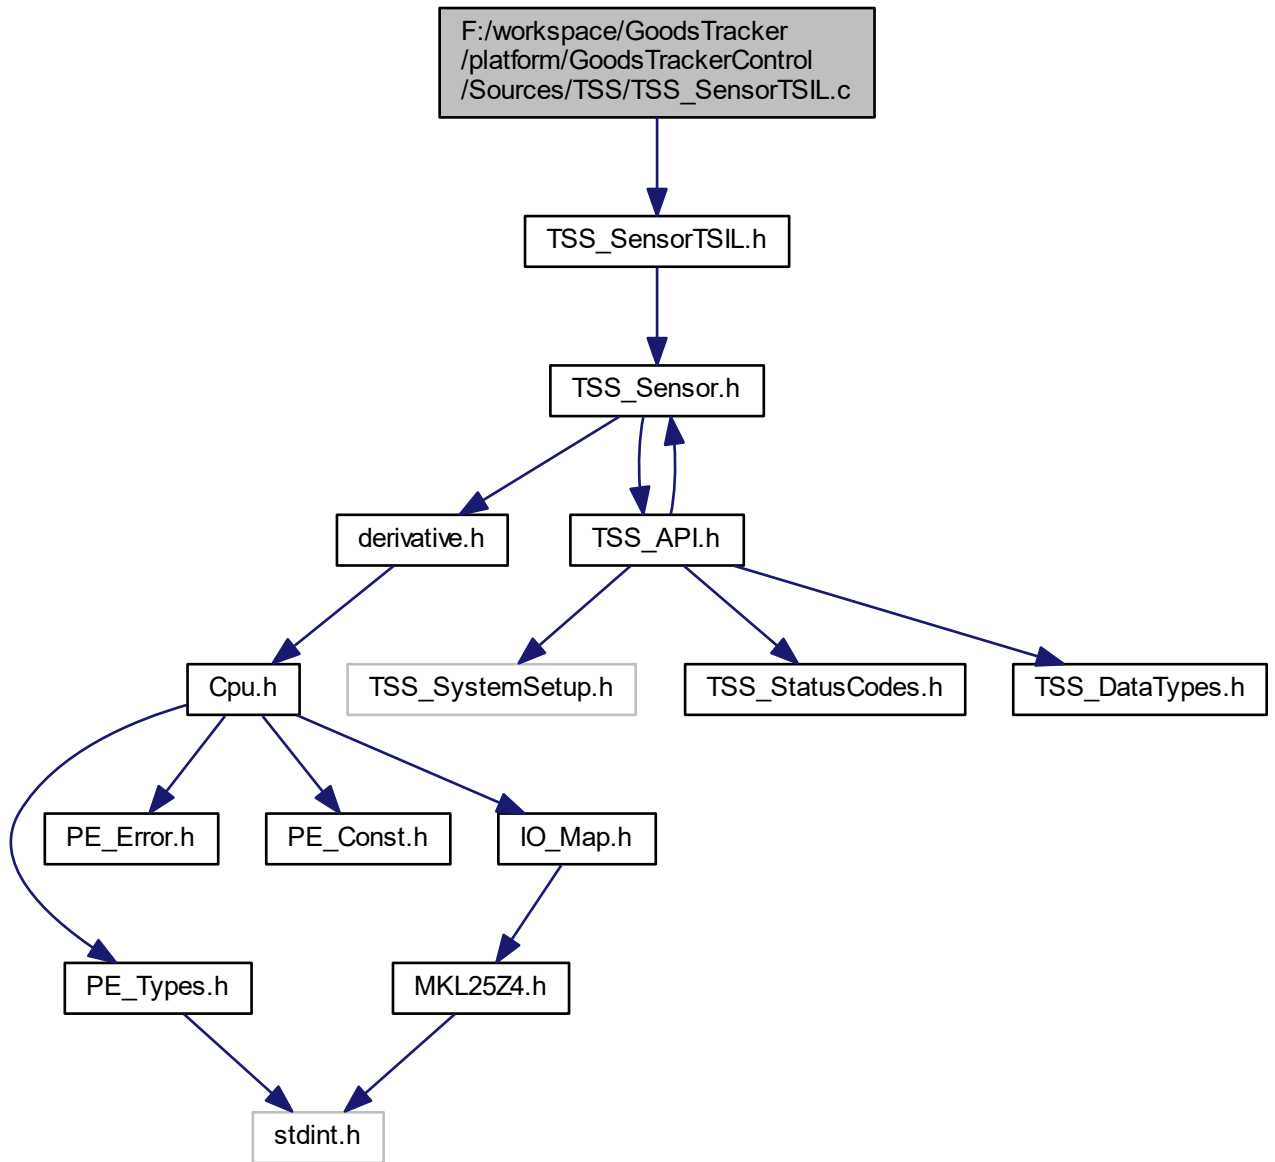 F:/workspace/GoodsTracker
/platform/GoodsTrackerControl
/Sources/TSS/TSS_SensorTSIL.c
TSS_SensorTSIL.h
TSS_Sensor.h
derivative.h
TSS_API.h
Cpu.h
TSS_SystemSetup.h
TSS_StatusCodes.h
TSS_DataTypes.h
PE_Error.h
PE_Const.h
IO_Map.h
PE_Types.h
MKL25Z4.h
stdint.h